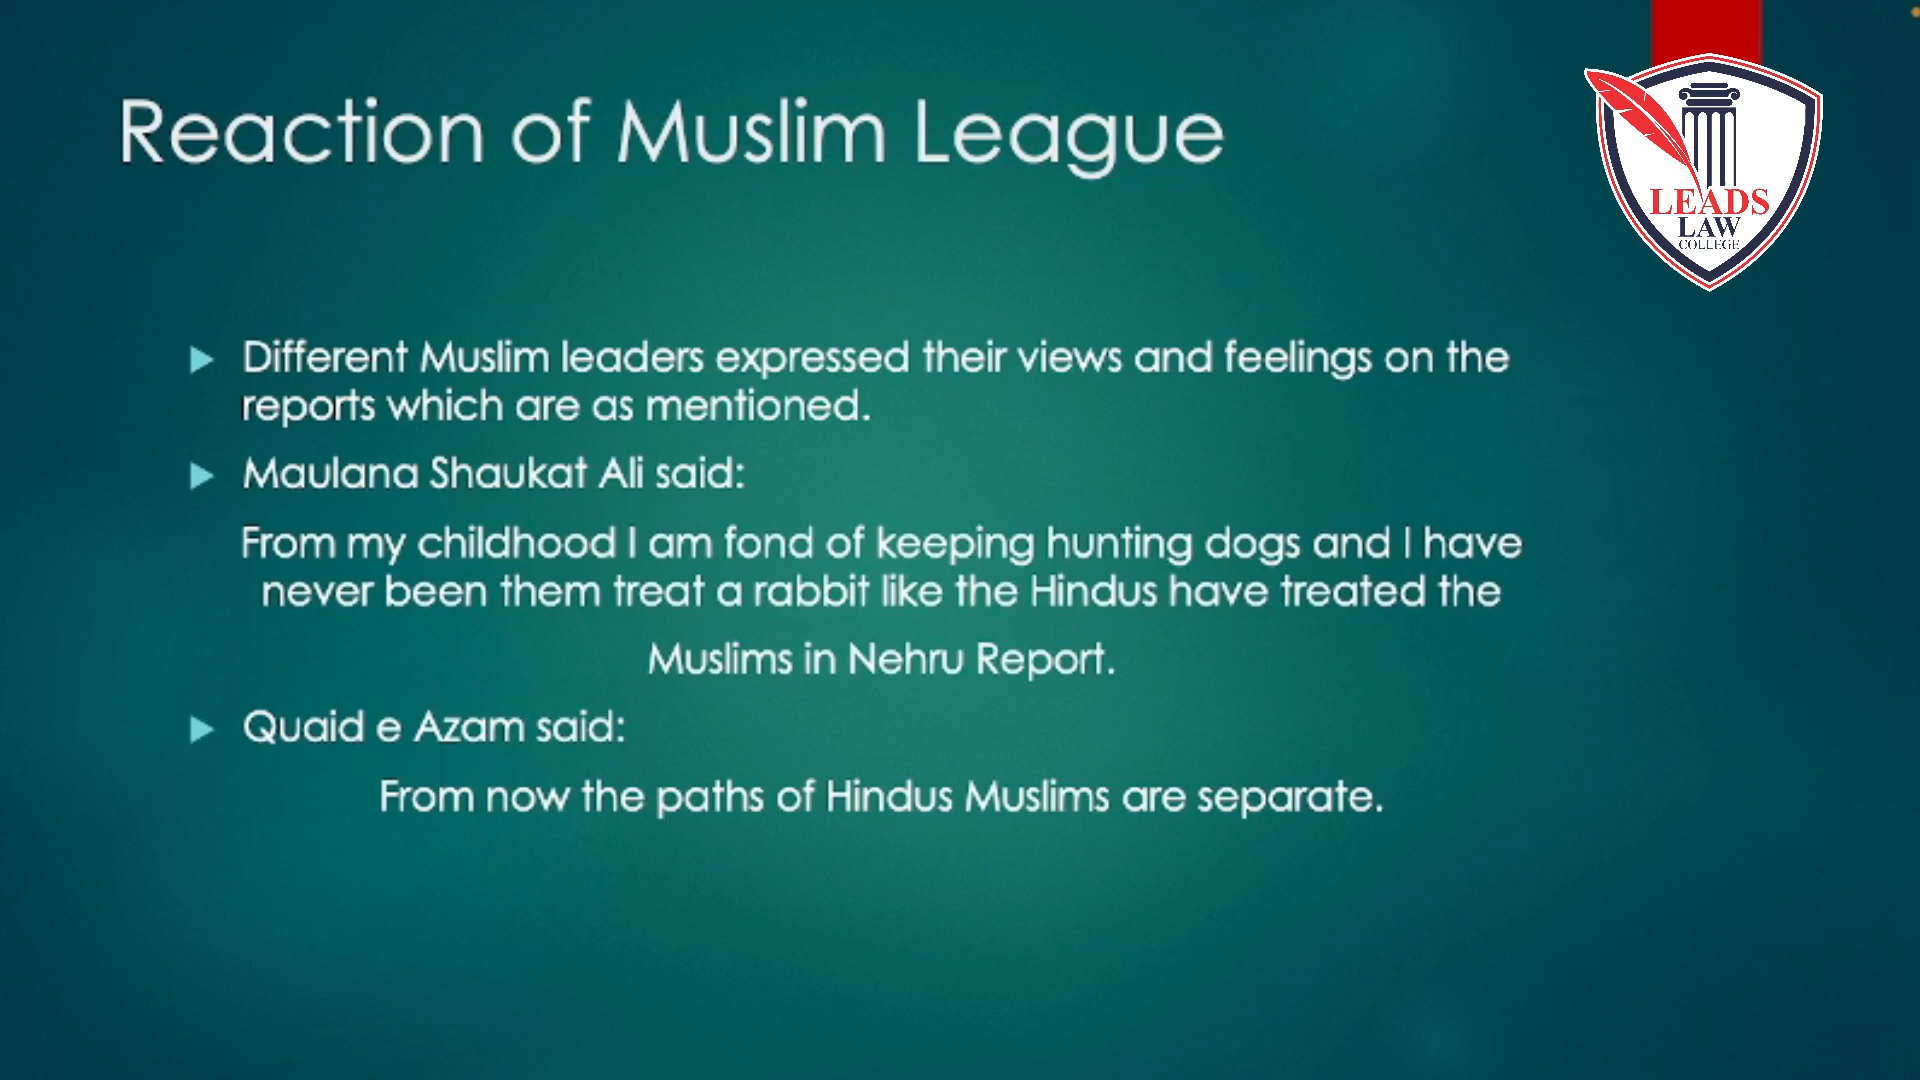 Reaction of Muslim League
LEADS
LAW
COLLEGE
Different Muslim leaders expressed their views and feelings on the
reports which are as mentioned.
Maulana Shaukat Ali said:
From my childhood I am fond of keeping hunting dogs and I have
never been them treat a rabbit like the Hindus have treated the
Muslims in Nehru Report.
Quaid e Azam said:
From now the paths of Hindus Muslims are separate.